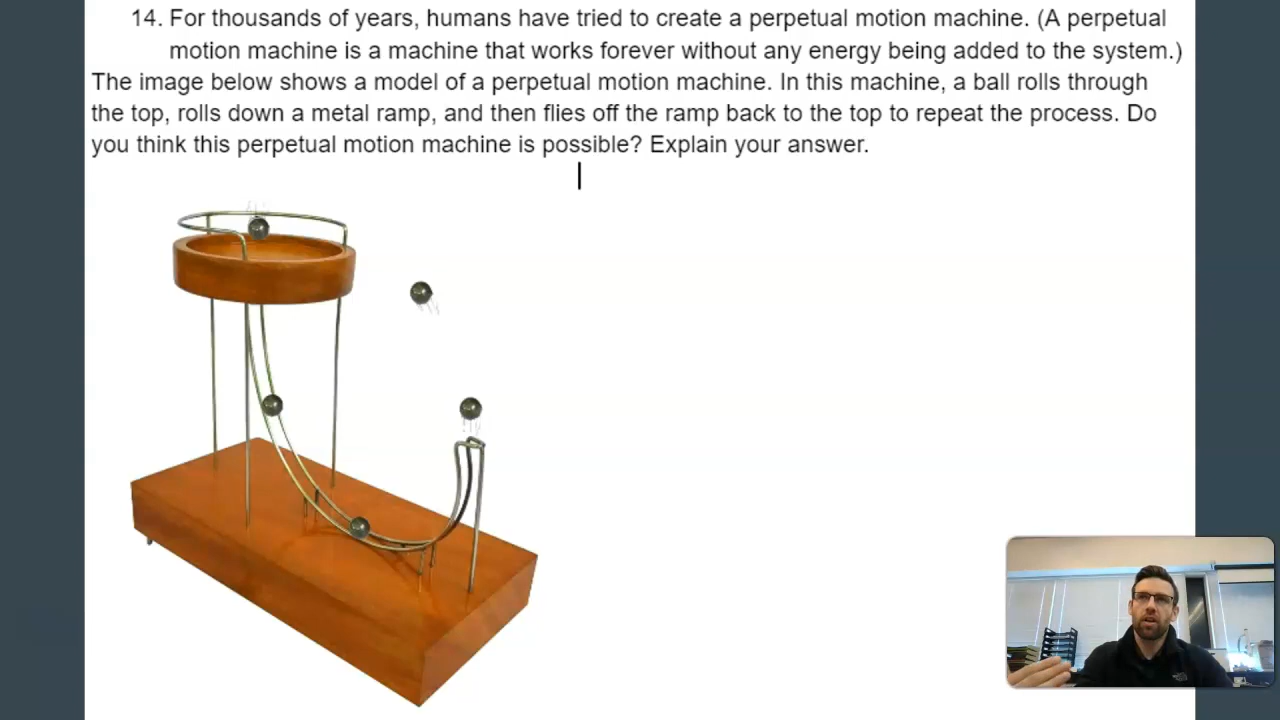 14. For thousands of years, humans have tried to create a perpetual motion machine. (A perpetual
motion machine is a machine that works forever without any energy being added to the system.)
The image below shows a model of a perpetual motion machine. In this machine, a ball rolls through
the top, rolls down a metal ramp, and then flies off the ramp back to the top to repeat the process. Do
you think this perpetual motion machine is possible? Explain your answer.